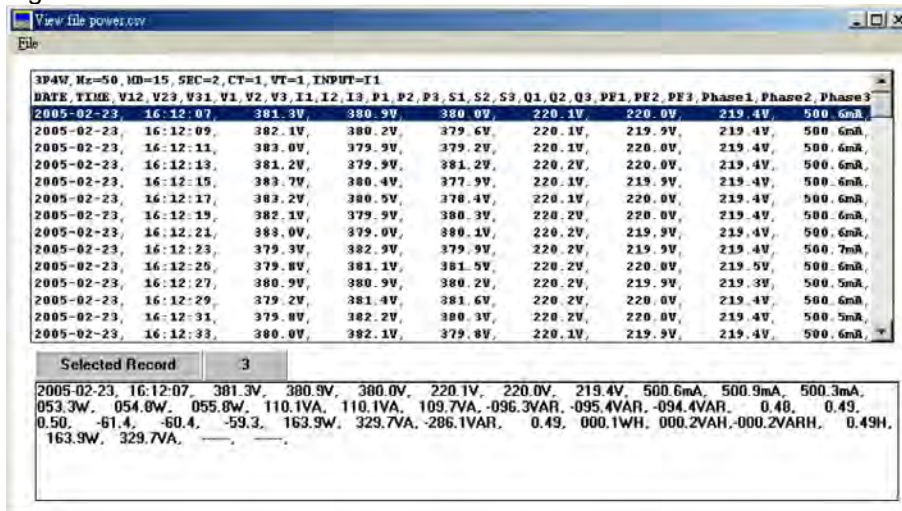 View file power.csv
File
3P4W, Hz=50, MD=15, SEC=2, CT=1, VT=1, INPUT=I1
DATE, TIME, V12, V23, V31, V1, V2, V3, I1, I2, I3, P1, P2, P3, S1, S2, S3, Q1, Q2, Q3, PF1, PF2, PF3, Phase1, Phase2, Phase3
2005-02-23, 16:12:07, 381.3V, 380.9V, 380.0V, 220.1V, 220.0V, 219.4V, 500.6mA,
2005-02-23, 16:12:09, 382.1V, 380.2V, 379.6V, 220.1V, 219.9V, 219.4V, 500.6mA,
2005-02-23, 16:12:11, 383.0V, 379.9V, 379.2V, 220.1V, 220.0V, 219.4V, 500.6mA,
2005-02-23, 16:12:13, 381.2V, 379.9V, 381.2V, 220.2V, 220.0V, 219.4V, 500.6mA,
2005-02-23, 16:12:15, 383.7V, 380.4V, 377.9V, 220.1V, 219.9V, 219.4V, 500.6mA,
2005-02-23, 16:12:17, 383.2V, 380.5V, 378.4V, 220.2V, 220.0V, 219.4V, 500.6mA,
2005-02-23, 16:12:19, 382.1V, 379.9V, 380.3V, 220.2V, 220.0V, 219.4V, 500.6mA,
2005-02-23, 16:12:21, 383.0V, 379.0V, 380.1V, 220.2V, 219.9V, 219.4V, 500.6mA,
2005-02-23, 16:12:23, 379.3V, 382.9V, 379.9V, 220.2V, 219.9V, 219.4V, 500.7mA,
2005-02-23, 16:12:25, 379.8V, 381.1V, 381.5V, 220.2V, 220.0V, 219.5V, 500.6mA,
2005-02-23, 16:12:27, 380.9V, 380.9V, 380.2V, 220.2V, 219.9V, 219.3V, 500.5mA,
2005-02-23, 16:12:29, 379.2V, 381.4V, 381.6V, 220.2V, 220.0V, 219.4V, 500.6mA,
2005-02-23, 16:12:31, 379.8V, 382.2V, 380.3V, 220.2V, 220.0V, 219.4V, 500.5mA,
2005-02-23, 16:12:33, 380.0V, 382.1V, 379.8V, 220.1V, 219.9V, 219.4V, 500.6mA,
Selected Record 3
2005-02-23, 16:12:07, 381.3V, 380.9V, 380.0V, 220.1V, 220.0V, 219.4V, 500.6mA, 500.9mA, 500.3mA,
053.3W, 054.8W, 055.8W, 110.1VA, 110.1VA, 109.7VA, -096.3VAR, -095.4VAR, -094.4VAR, 0.48, 0.49,
0.50, -61.4, -60.4, -59.3, 163.9W, 329.7VA, -286.1VAR, 0.49, 000.1WH, 000.2VAH,-000.2VARH, 0.49H,
163.9W, 329.7VA, ----, ----,